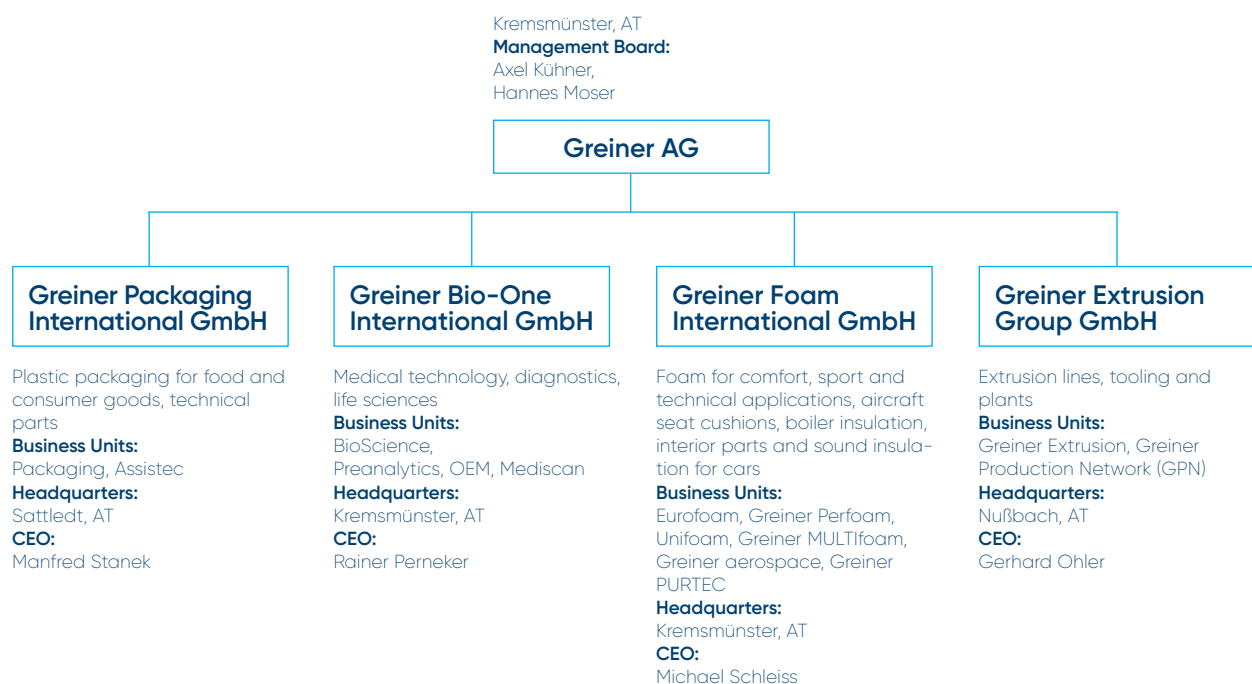 Kremsmünster, AT
Management Board:
Axel Kühner,
Hannes Moser
Greiner AG
Greiner Packaging
International GmbH
Plastic packaging for food and
consumer goods, technical
parts
Business Units:
Packaging, Assistec
Headquarters:
Sattledt, AT
CEO:
Manfred Stanek
Greiner Bio-One
International GmbH
Medical technology, diagnostics,
life sciences
Business Units:
BioScience,
Preanalytics, OEM, Mediscan
Headquarters:
Kremsmünster, AT
CEO:
Rainer Perneker
Greiner Foam
International GmbH
Foam for comfort, sport and
technical applications, aircraft
seat cushions, boiler insulation,
interior parts and sound insula-
tion for cars
Business Units:
Eurofoam, Greiner Perfoam,
Unifoam, Greiner MULTIfoam,
Greiner aerospace, Greiner
PURTEC
Headquarters:
Kremsmünster, AT
CEO:
Michael Schleiss
Greiner Extrusion
Group GmbH
Extrusion lines, tooling and
plants
Business Units:
Greiner Extrusion, Greiner
Production Network (GPN)
Headquarters:
Nußbach, AT
CEO:
Gerhard Ohler